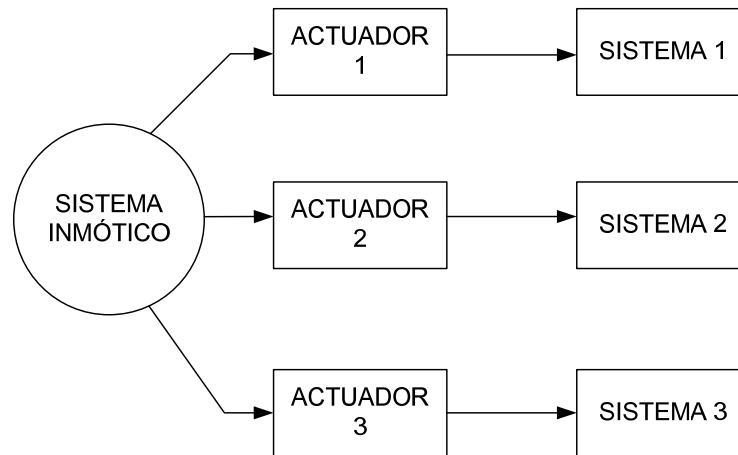 ACTUADOR
1
SISTEMA 1
SISTEMA
INMÓTICO
ACTUADOR
2
SISTEMA 2
ACTUADOR
3
SISTEMA 3